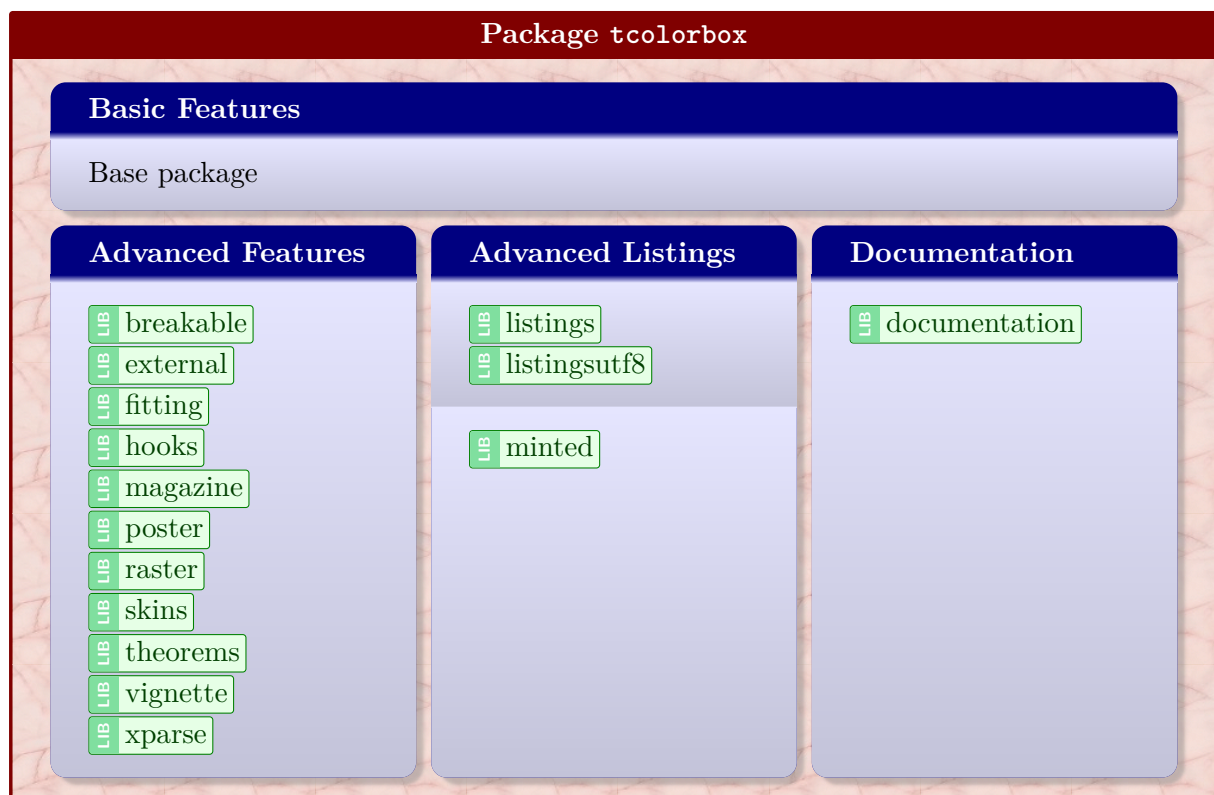 Package tcolorbox
Basic Features
Base package
Advanced Features
LIB breakable
LIB external
LIB fitting
LIB hooks
LIB magazine
LIB poster
LIB raster
LIB skins
LIB theorems
LIB vignette
LIB xparse
Advanced Listings
LIB listings
LIB listingsutf8
LIB minted
Documentation
LIB documentation